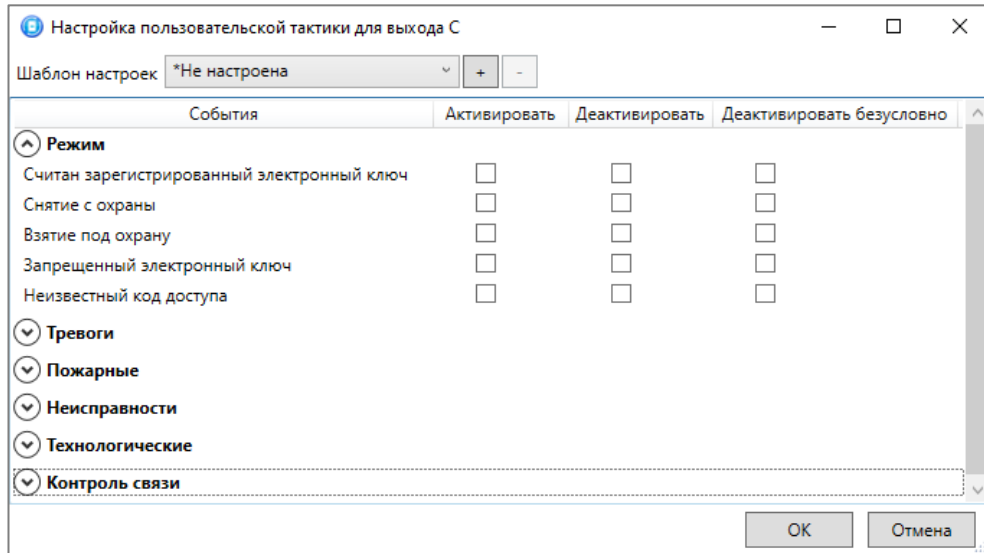 Настройка пользовательской тактики для выхода С
Шаблон настроек *Не настроена + -
События Активировать Деактивировать Деактивировать безусловно
Режим
Считан зарегистрированный электронный ключ
Снятие с охраны
Взятие под охрану
Запрещенный электронный ключ
Неизвестный код доступа
Тревоги
Пожарные
Неисправности
Технологические
Контроль связи
ОК Отмена